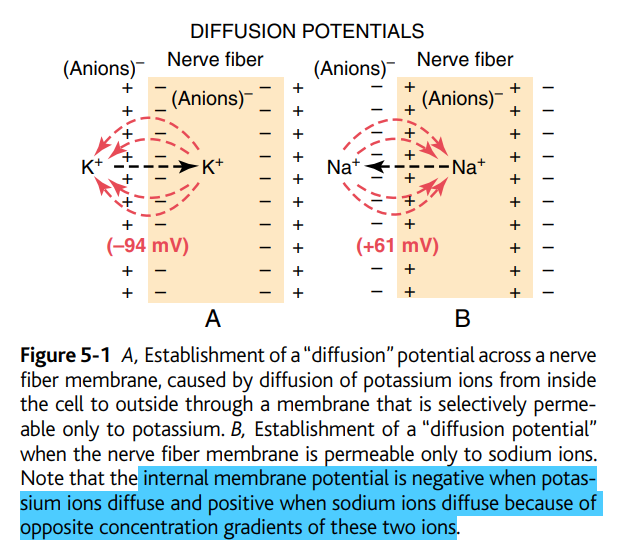 DIFFUSION POTENTIALS
(Anions)⁻ Nerve fiber
(Anions)⁻ Nerve fiber
+ − − +
− + + −
(Anions)⁻
(Anions)⁻
+ − − +
− + + −
+ − − +
− + + −
+ − − +
− + + −
K⁺ K⁺
Na⁺ Na⁺
+ − − +
− + + −
+ − − +
− + + −
+ − − +
− + + −
(–94 mV)
(+61 mV)
+ − − +
− + + −
+ − − +
− + + −
A
B
Figure 5-1 A, Establishment of a “diffusion” potential across a nerve
fiber membrane, caused by diffusion of potassium ions from inside
the cell to outside through a membrane that is selectively perme-
able only to potassium. B, Establishment of a “diffusion potential”
when the nerve fiber membrane is permeable only to sodium ions.
Note that the internal membrane potential is negative when potas-
sium ions diffuse and positive when sodium ions diffuse because of
opposite concentration gradients of these two ions.